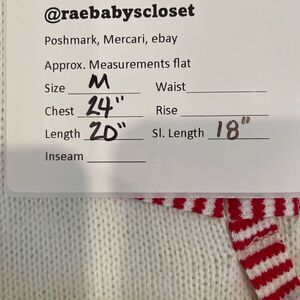 @raebabyscloset
Poshmark, Mercari, ebay
Approx. Measurements flat
Size M Waist
Chest 24" Rise
Length 20" Sl. Length 18"
Inseam